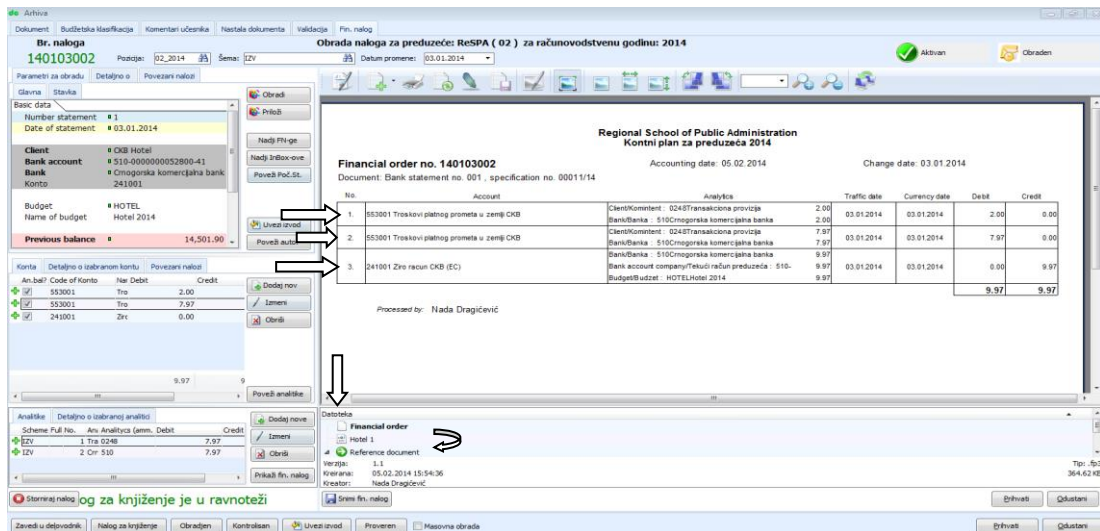 Arhiva
Dokument Budžetska klasifikacija Komentari učesnika Nastala dokumenta Validacija Fin. nalog
Br. naloga Obrada naloga za preduzeće: ReSPA ( 02 ) za računovodstvenu godinu: 2014
140103002 Pozicija: 02_2014 Šema: IZV Datum promene: 03.01.2014 Aktivan Obrađen
Parametri za obradu Detaljno o Povezani nalozi
Glavna Stavka
Basic data
Number statement 1
Date of statement 03.01.2014
Client CKB Hotel
Bank account 510-0000000052800-41
Bank Crnogorska komercijalna bank
Konto 241001
Budget HOTEL
Name of budget Hotel 2014
Previous balance 14,501.90
Obradi
Priloži
Nadji FN-ge
Nadji InBox-ove
Poveži Poč.St.
Uvezi izvod
Poveži autom
Regional School of Public Administration
Kontni plan za preduzeća 2014
Financial order no. 140103002 Accounting date: 05.02.2014 Change date: 03.01.2014
Document: Bank statement no. 001 , specification no. 00011/14
No. Account Analytics Traffic date Currency date Debit Credit
1. 553001 Troskovi platnog prometa u zemlji CKB Client/Komintent : 0248Transakciona provizija 2.00 03.01.2014 03.01.2014 2.00 0.00
Bank/Banka : 510Crnogorska komercijalna banka 2.00
2. 553001 Troskovi platnog prometa u zemlji CKB Client/Komintent : 0248Transakciona provizija 7.97 03.01.2014 03.01.2014 7.97 0.00
Bank/Banka : 510Crnogorska komercijalna banka 7.97
3. 241001 Ziro racun CKB (EC) Bank/Banka : 510Crnogorska komercijalna banka 9.97 03.01.2014 03.01.2014 0.00 9.97
Bank account company/Tekući račun preduzeća : 510- 9.97
Budget/Budzet : HOTELHotel 2014 9.97
9.97 9.97
Processed by: Nada Dragićević
Konta Detaljno o izabranom kontu Povezani nalozi
An.bal? Code of Konto Nar Debit Credit
553001 Tro 2.00
553001 Tro 7.97
241001 Zirc 0.00
9.97 9
Dodaj nov
Izmeni
Obriši
Poveži analitike
Analitike Detaljno o izabranoj analitici
Scheme Full No. An Analitycs (amm. Debit Credit
IZV 1 Tra 0248 7.97
IZV 2 Crr 510 7.97
Dodaj nove
Izmeni
Obriši
Prikaži fin. nalog
Datoteka
Financial order
Hotel 1
Reference document
Verzija: 1.1 Tip: .fp3
Kreirana: 05.02.2014 15:54:36 364.62 KB
Kreator: Nada Dragićević
Storniraj nalog og za knjiženje je u ravnoteži Snimi fin. nalog Prihvati Odustani
Zavedi u delovodnik Nalog za knjiženje Obradjen Kontrolisan Uvezi izvod Proveren Masovna obrada Prihvati Odustani